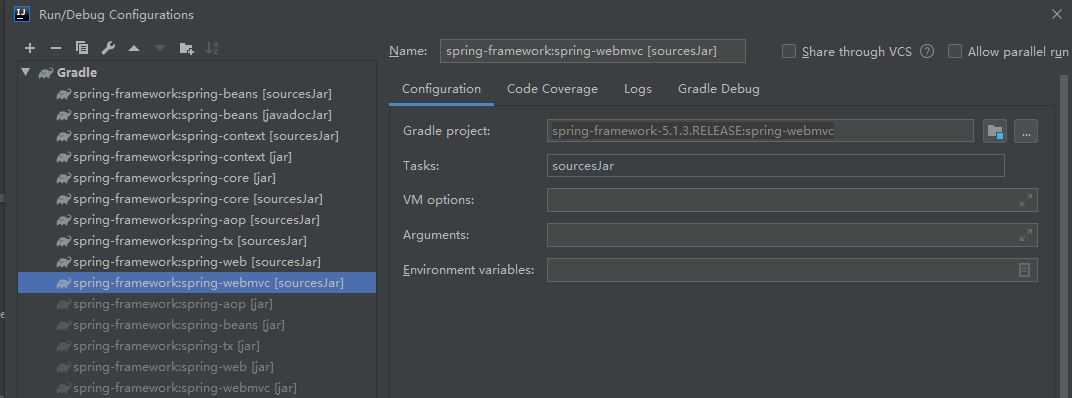 Run/Debug Configurations
Name: spring-framework:spring-webmvc [sourcesJar] Share through VCS ? Allow parallel run
Gradle
spring-framework:spring-beans [sourcesJar]
spring-framework:spring-beans [javadocJar]
spring-framework:spring-context [sourcesJar]
spring-framework:spring-context [jar]
spring-framework:spring-core [jar]
spring-framework:spring-core [sourcesJar]
spring-framework:spring-aop [sourcesJar]
spring-framework:spring-tx [sourcesJar]
spring-framework:spring-web [sourcesJar]
spring-framework:spring-webmvc [sourcesJar]
spring-framework:spring-aop [jar]
spring-framework:spring-beans [jar]
spring-framework:spring-tx [jar]
spring-framework:spring-web [jar]
spring-framework:spring-webmvc [jar]
Configuration Code Coverage Logs Gradle Debug
Gradle project: spring-framework-5.1.3.RELEASE:spring-webmvc ...
Tasks: sourcesJar
VM options:
Arguments:
Environment variables: